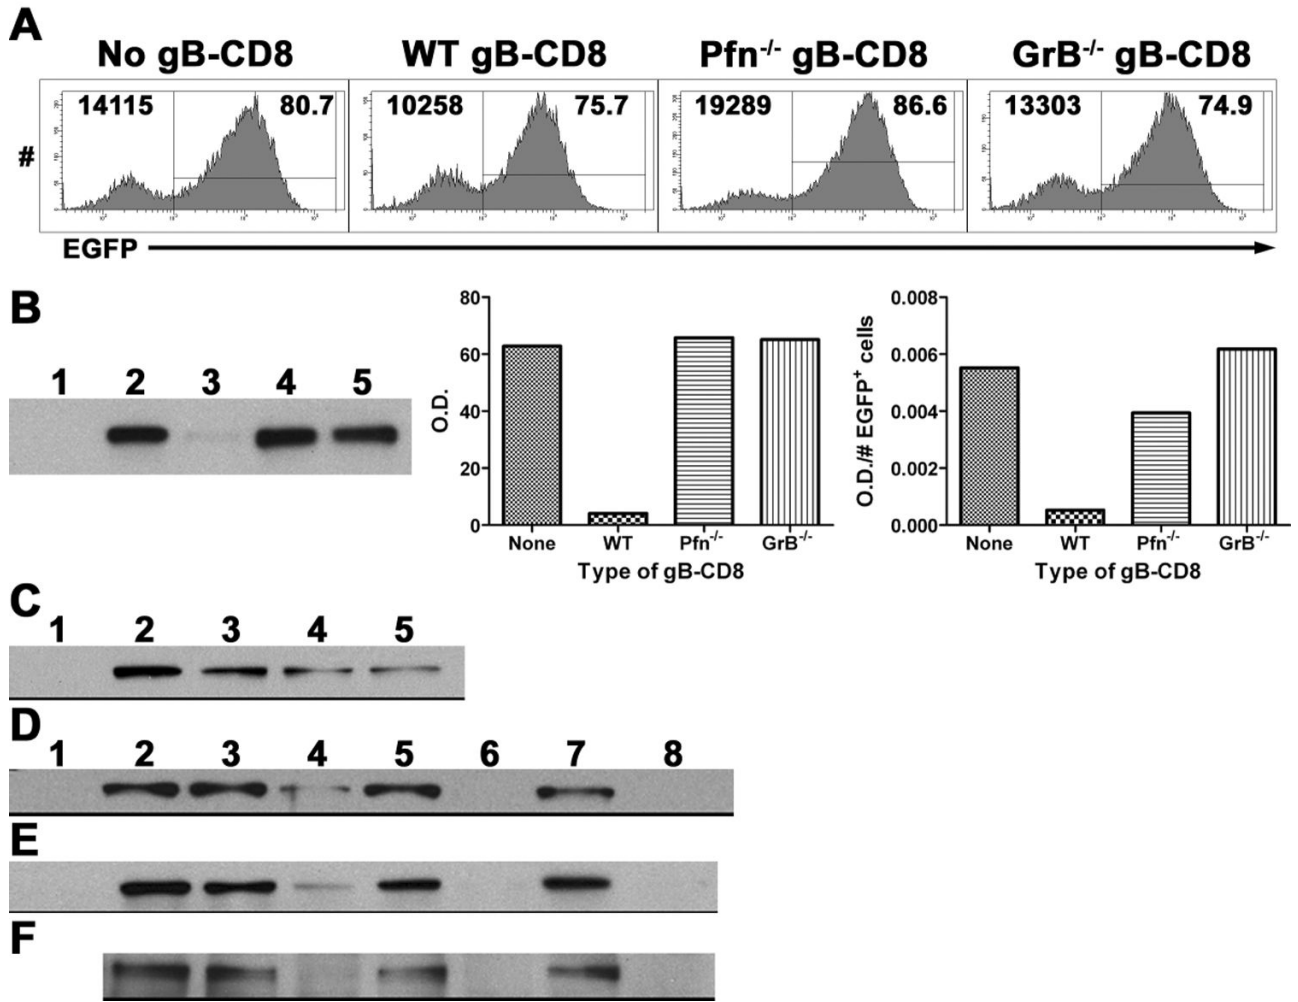 A
No gB-CD8 WT gB-CD8 Pfn-/- gB-CD8 GrB-/- gB-CD8
14115 80.7 10258 75.7 19289 86.6 13303 74.9
#
EGFP
B
1 2 3 4 5
O.D.
80
60
40
20
0
None WT Pfn-/- GrB-/-
Type of gB-CD8
O.D./# EGFP+ cells
0.008
0.006
0.004
0.002
0.000
None WT Pfn-/- GrB-/-
Type of gB-CD8
C
1 2 3 4 5
D
1 2 3 4 5 6 7 8
E
F